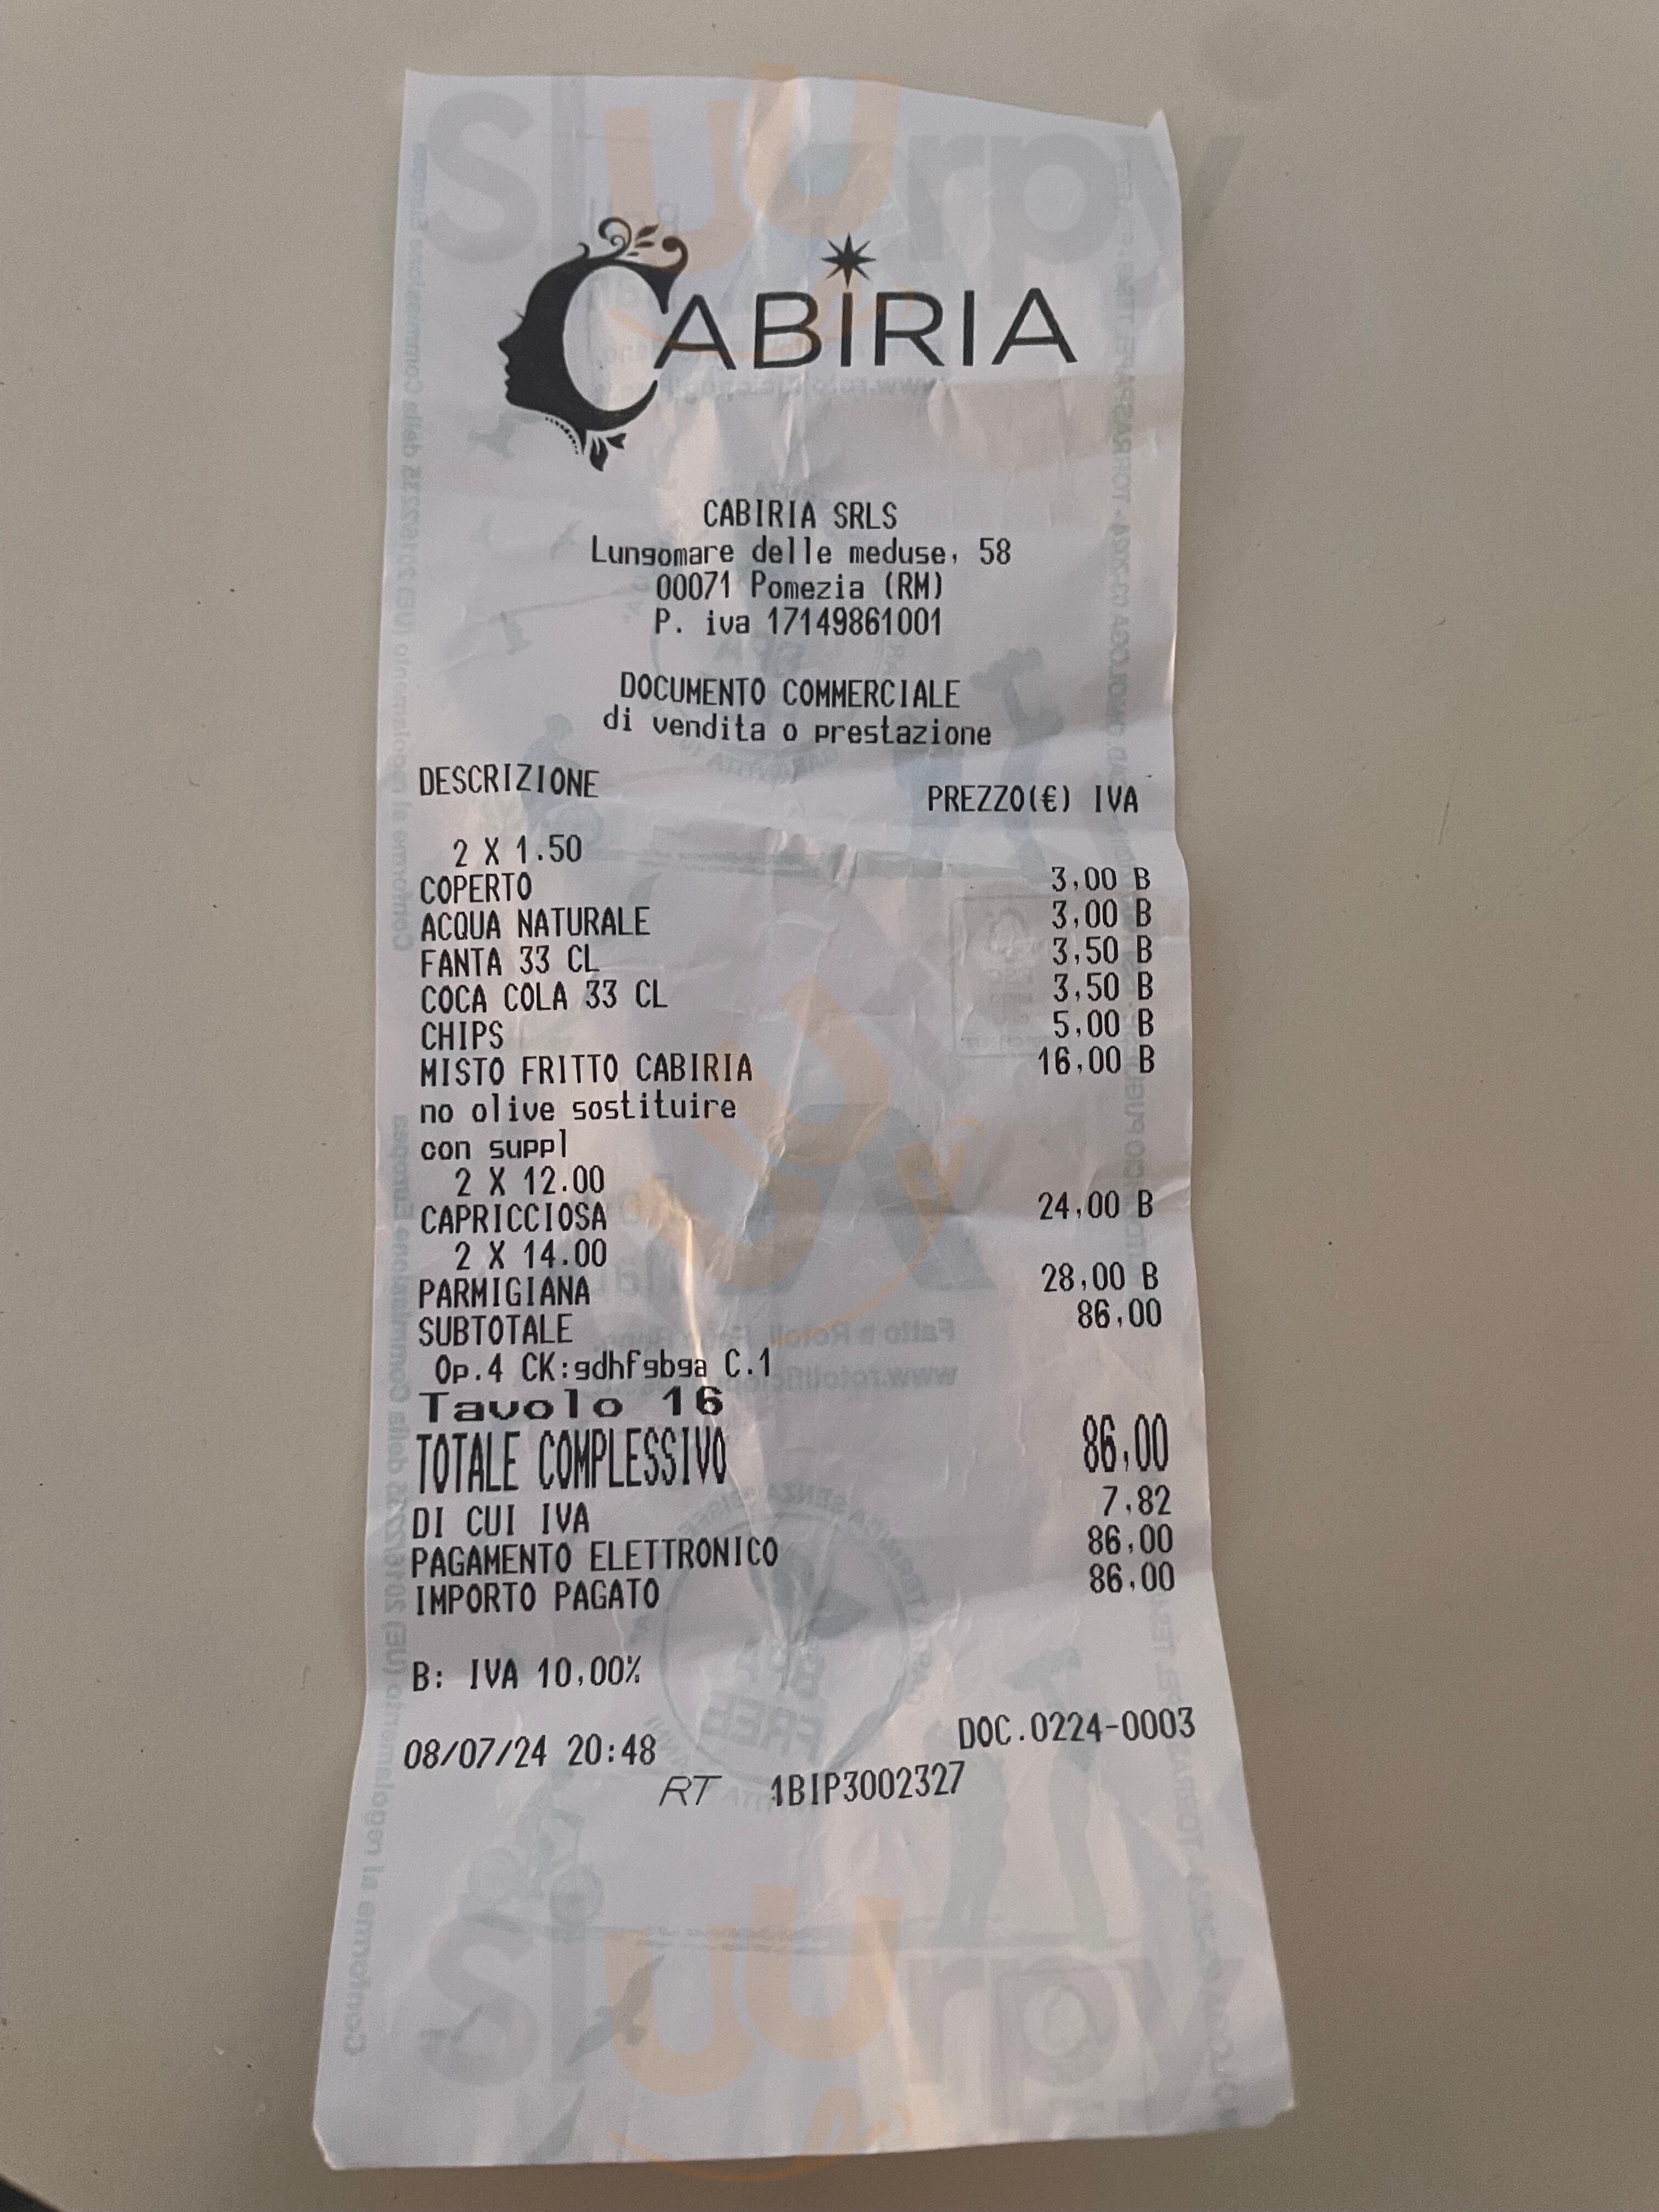 CABIRIA
CABIRIA SRLS
Lungomare delle meduse, 58
00071 Pomezia (RM)
P. iva 17149861001
DOCUMENTO COMMERCIALE
di vendita o prestazione
DESCRIZIONE PREZZO(€) IVA
2 X 1.50
COPERTO 3,00 B
ACQUA NATURALE 3,00 B
FANTA 33 CL 3,50 B
COCA COLA 33 CL 3,50 B
CHIPS 5,00 B
MISTO FRITTO CABIRIA 16,00 B
no olive sostituire
con suppl
2 X 12.00
CAPRICCIOSA 24,00 B
2 X 14.00
PARMIGIANA 28,00 B
SUBTOTALE 86,00
Op.4 CK:gdhfgbga C.1
Tavolo 16
TOTALE COMPLESSIVO 86,00
DI CUI IVA 7,82
PAGAMENTO ELETTRONICO 86,00
IMPORTO PAGATO 86,00
B: IVA 10,00%
08/07/24 20:48 DOC.0224-0003
RT 1BIP3002327
Sluurpy
Sluurpy